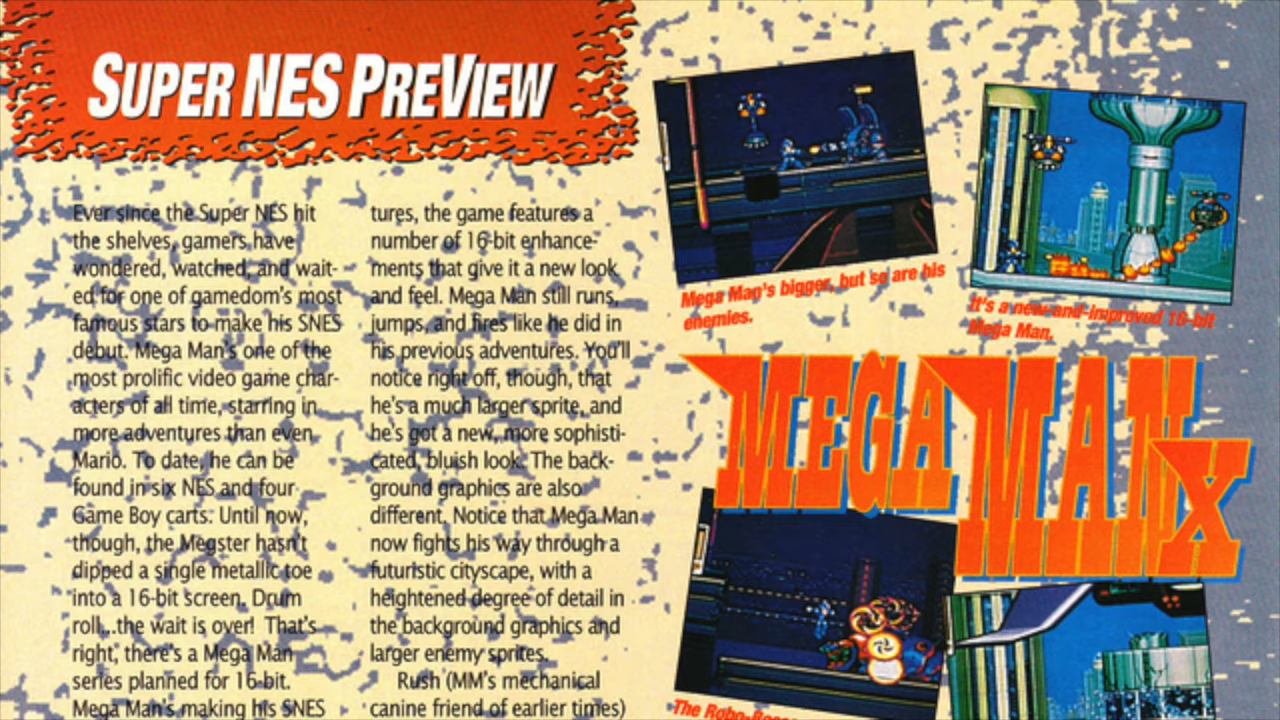 SUPER NES PREVIEW
Ever since the Super NES hit
the shelves, gamers have
wondered, watched, and wait-
ed for one of gamedom's most
famous stars to make his SNES
debut. Mega Man's one of the
most prolific video game char-
acters of all time, starring in
more adventures than even
Mario. To date, he can be
found in six NES and four
Game Boy carts. Until now,
though, the Megster hasn't
dipped a single metallic toe
into a 16-bit screen. Drum
roll...the wait is over! That's
right, there's a Mega Man
series planned for 16-bit.
Mega Man's making his SNES
tures, the game features a
number of 16-bit enhance-
ments that give it a new look
and feel. Mega Man still runs,
jumps, and fires like he did in
his previous adventures. You'll
notice right off, though, that
he's a much larger sprite, and
he's got a new, more sophisti-
cated, bluish look. The back-
ground graphics are also
different. Notice that Mega Man
now fights his way through a
futuristic cityscape, with a
heightened degree of detail in
the background graphics and
larger enemy sprites.
Rush (MM's mechanical
canine friend of earlier times)
Mega Man's bigger, but so are his
enemies.
It's a new-and-improved 16-bit
Mega Man.
MEGA MAN X
The Robo-